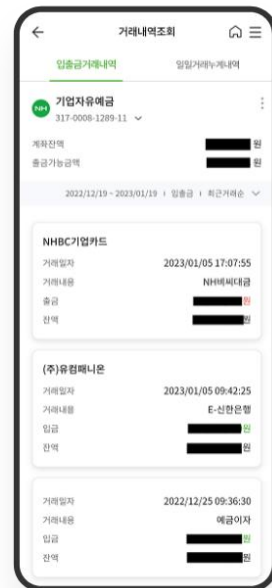 거래내역조회
입출금거래내역 일일거래누계내역
NH 기업자유예금
317-0008-1289-11
계좌잔액 원
출금가능금액 원
2022/12/19 ~ 2023/01/19 | 입출금 | 최근거래순
NHBC기업카드
거래일자 2023/01/05 17:07:55
거래내용 NH비씨대금
출금 원
잔액 원
(주)유컴패니온
거래일자 2023/01/05 09:42:25
거래내용 E-신한은행
입금 원
잔액 원
거래일자 2022/12/25 09:36:30
거래내용 예금이자
입금 원
잔액 원